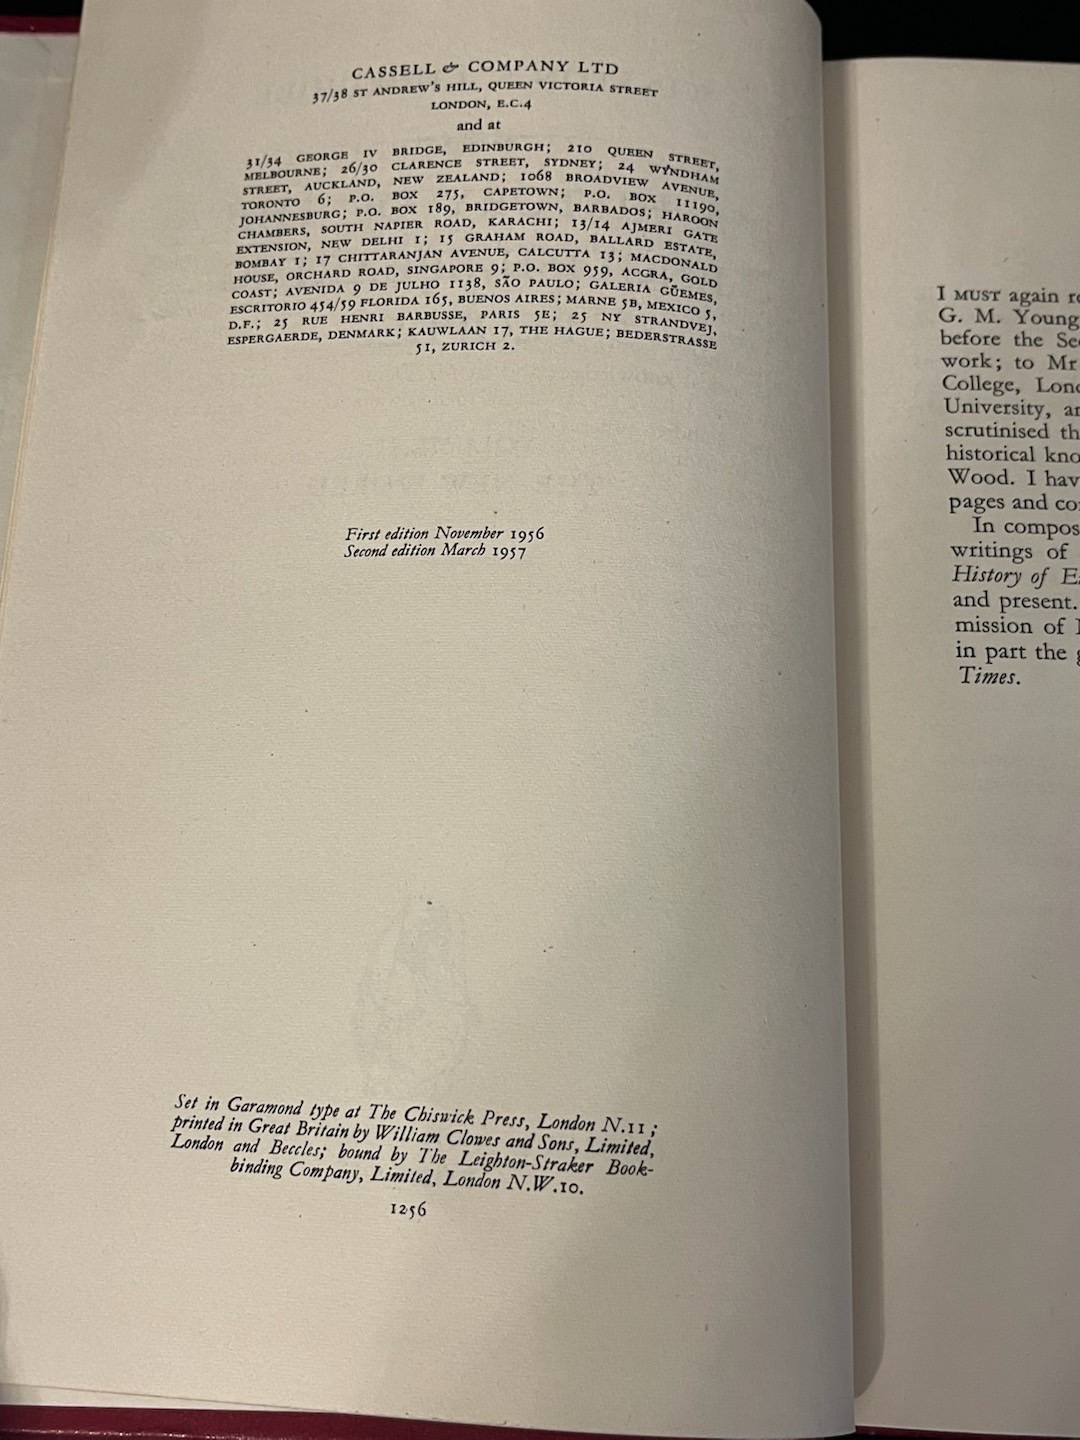 CASSELL & COMPANY LTD
37/38 ST ANDREW'S HILL, QUEEN VICTORIA STREET
LONDON, E.C.4
and at
31/34 GEORGE IV BRIDGE, EDINBURGH; 210 QUEEN STREET,
MELBOURNE; 26/30 CLARENCE STREET, SYDNEY; 24 WYNDHAM
STREET, AUCKLAND, NEW ZEALAND; 1068 BROADVIEW AVENUE,
TORONTO 6; P.O. BOX 275, CAPETOWN; P.O. BOX 11190,
JOHANNESBURG; P.O. BOX 189, BRIDGETOWN, BARBADOS; HAROON
CHAMBERS, SOUTH NAPIER ROAD, KARACHI; 13/14 AJMERI GATE
EXTENSION, NEW DELHI 1; 15 GRAHAM ROAD, BALLARD ESTATE,
BOMBAY 1; 17 CHITTARANJAN AVENUE, CALCUTTA 13; MACDONALD
HOUSE, ORCHARD ROAD, SINGAPORE 9; P.O. BOX 959, ACCRA, GOLD
COAST; AVENIDA 9 DE JULHO 1138, SÃO PAULO; GALERIA GÜEMES,
ESCRITORIO 454/59 FLORIDA 165, BUENOS AIRES; MARNE 5B, MEXICO 5,
D.F.; 25 RUE HENRI BARBUSSE, PARIS 5E; 25 NY STRANDVEJ,
ESPERGAERDE, DENMARK; KAUWLAAN 17, THE HAGUE; BEDERSTRASSE
51, ZURICH 2.
First edition November 1956
Second edition March 1957
Set in Garamond type at The Chiswick Press, London N.11;
printed in Great Britain by William Clowes and Sons, Limited,
London and Beccles; bound by The Leighton-Straker Book-
binding Company, Limited, London N.W.10.
1256
I MUST again re
G. M. Young
before the Se
work; to Mr
College, Lond
University, an
scrutinised th
historical kno
Wood. I hav
pages and co
In compos
writings of
History of E
and present.
mission of
in part the g
Times.